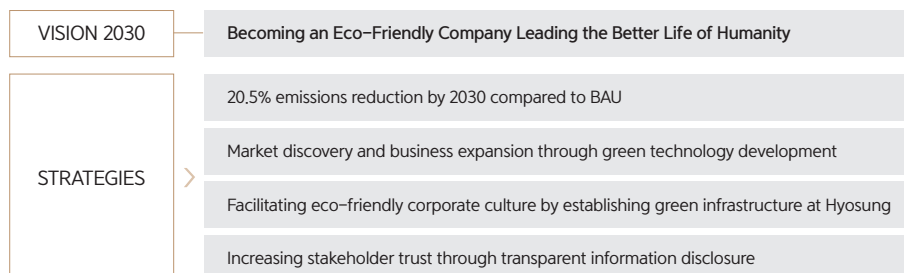 VISION 2030
Becoming an Eco-Friendly Company Leading the Better Life of Humanity
STRATEGIES
20.5% emissions reduction by 2030 compared to BAU
Market discovery and business expansion through green technology development
Facilitating eco-friendly corporate culture by establishing green infrastructure at Hyosung
Increasing stakeholder trust through transparent information disclosure